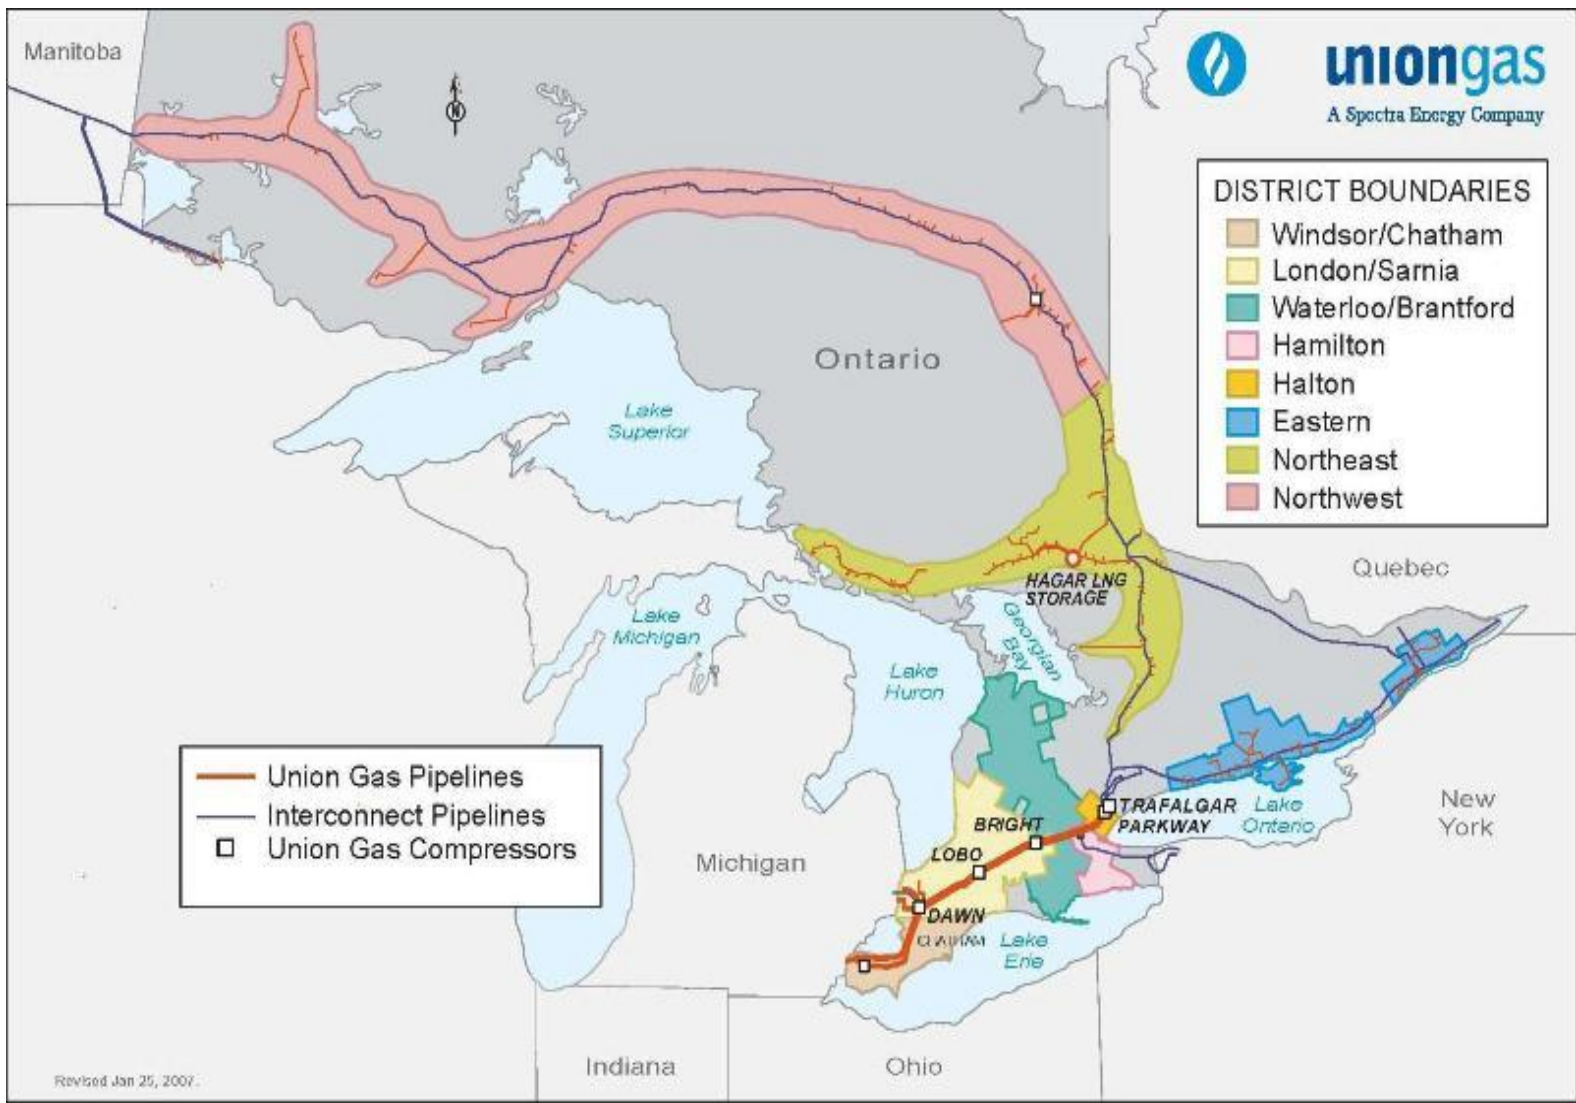 Manitoba
uniongas
A Spectra Energy Company
N
DISTRICT BOUNDARIES
Windsor/Chatham
London/Sarnia
Waterloo/Brantford
Hamilton
Halton
Eastern
Northeast
Northwest
Ontario
Lake
Superior
Quebec
HAGAR LNG
STORAGE
Georgian
Bay
Lake
Michigan
Lake
Huron
Union Gas Pipelines
Interconnect Pipelines
Union Gas Compressors
TRAFALGAR
PARKWAY
Lake
Ontario
New
York
BRIGHT
LOBO
Michigan
DAWN
CHATHAM
Lake
Erie
Indiana
Ohio
Revised Jan 25, 2007.